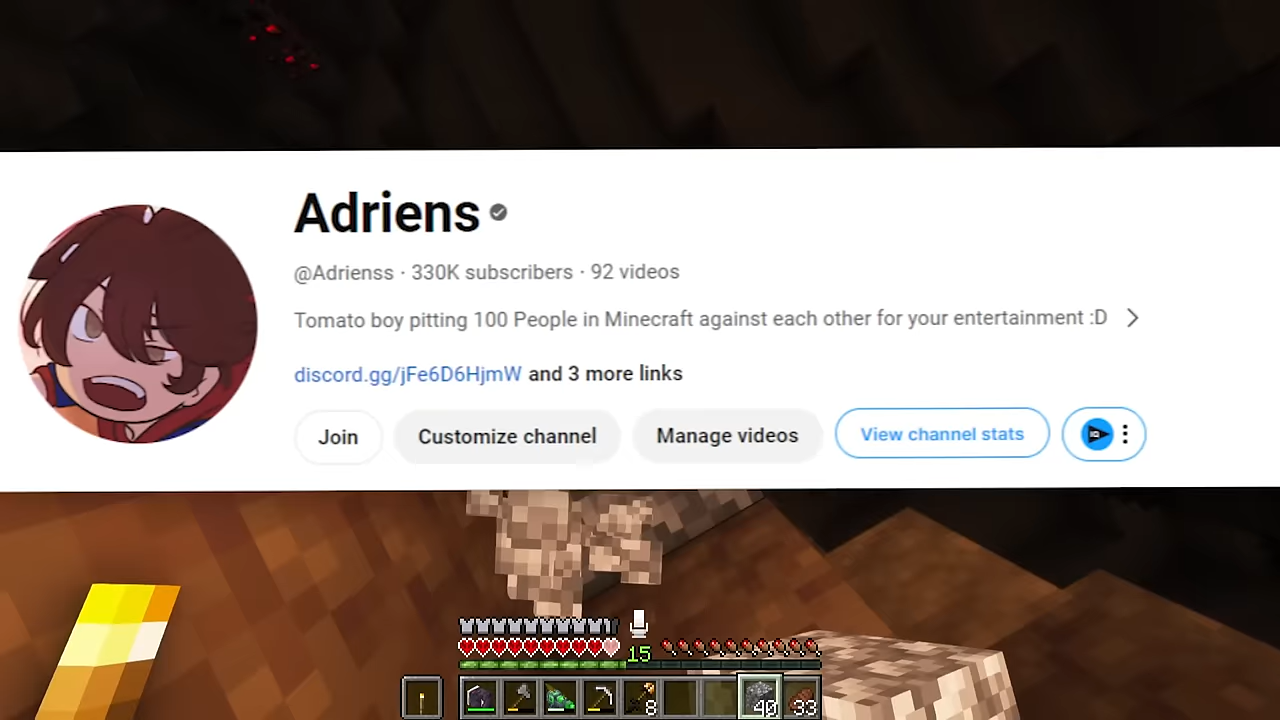 Adriens
@Adrienss · 330K subscribers · 92 videos
Tomato boy pitting 100 People in Minecraft against each other for your entertainment :D
discord.gg/jFe6D6HjmW and 3 more links
Join
Customize channel
Manage videos
View channel stats
IQ
15
8
40
33